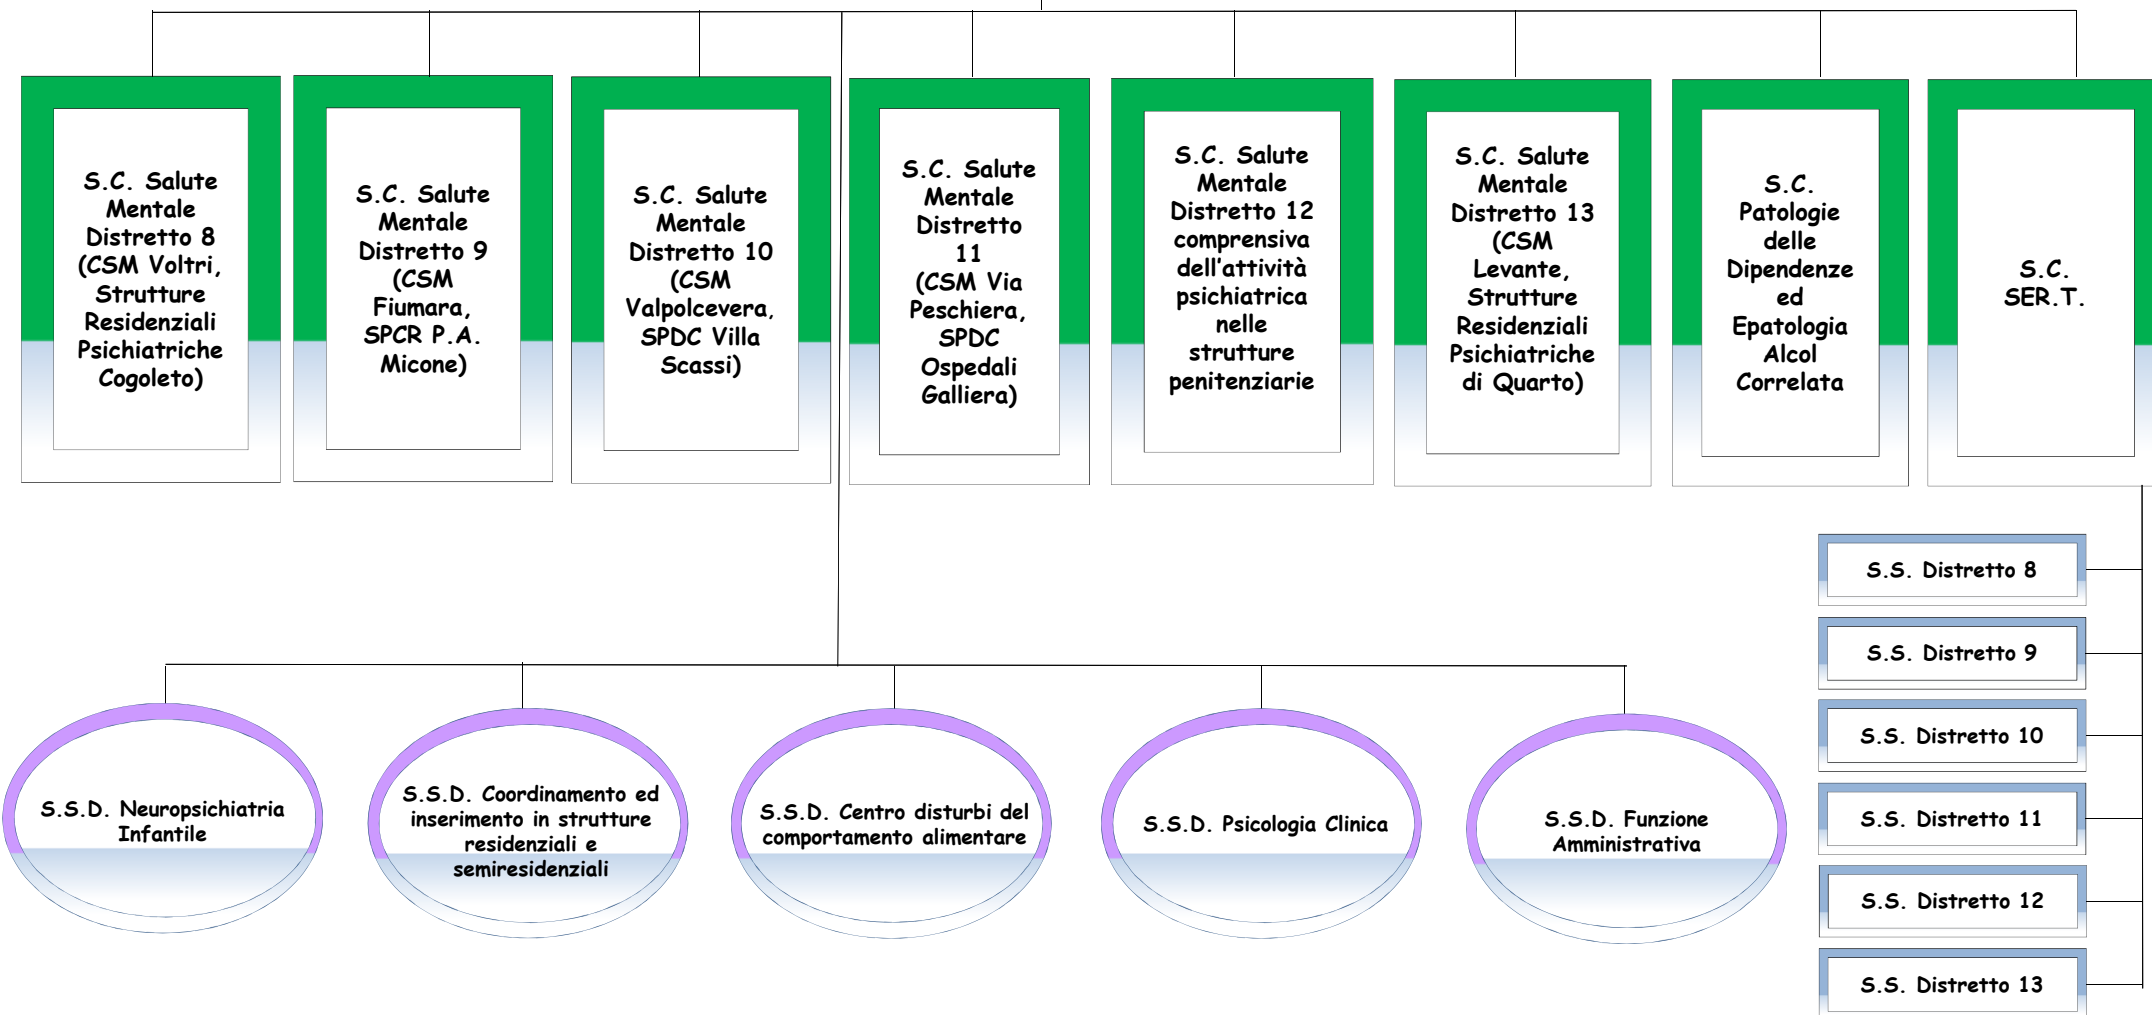 S.C. Salute
Mentale
Distretto 8
(CSM Voltri,
Strutture
Residenziali
Psichiatriche
Cogoleto)
S.C. Salute
Mentale
Distretto 9
(CSM
Fiumara,
SPCR P.A.
Micone)
S.C. Salute
Mentale
Distretto 10
(CSM
Valpolcevera,
SPDC Villa
Scassi)
S.C. Salute
Mentale
Distretto
11
(CSM Via
Peschiera,
SPDC
Ospedali
Galliera)
S.C. Salute
Mentale
Distretto 12
comprensiva
dell'attività
psichiatrica
nelle
strutture
penitenziarie
S.C. Salute
Mentale
Distretto 13
(CSM
Levante,
Strutture
Residenziali
Psichiatriche
di Quarto)
S.C.
Patologie
delle
Dipendenze
ed
Epatologia
Alcol
Correlata
S.C.
SER.T.
S.S. Distretto 8
S.S. Distretto 9
S.S. Distretto 10
S.S. Distretto 11
S.S. Distretto 12
S.S. Distretto 13
S.S.D. Neuropsichiatria
Infantile
S.S.D. Coordinamento ed
inserimento in strutture
residenziali e
semiresidenziali
S.S.D. Centro disturbi del
comportamento alimentare
S.S.D. Psicologia Clinica
S.S.D. Funzione
Amministrativa